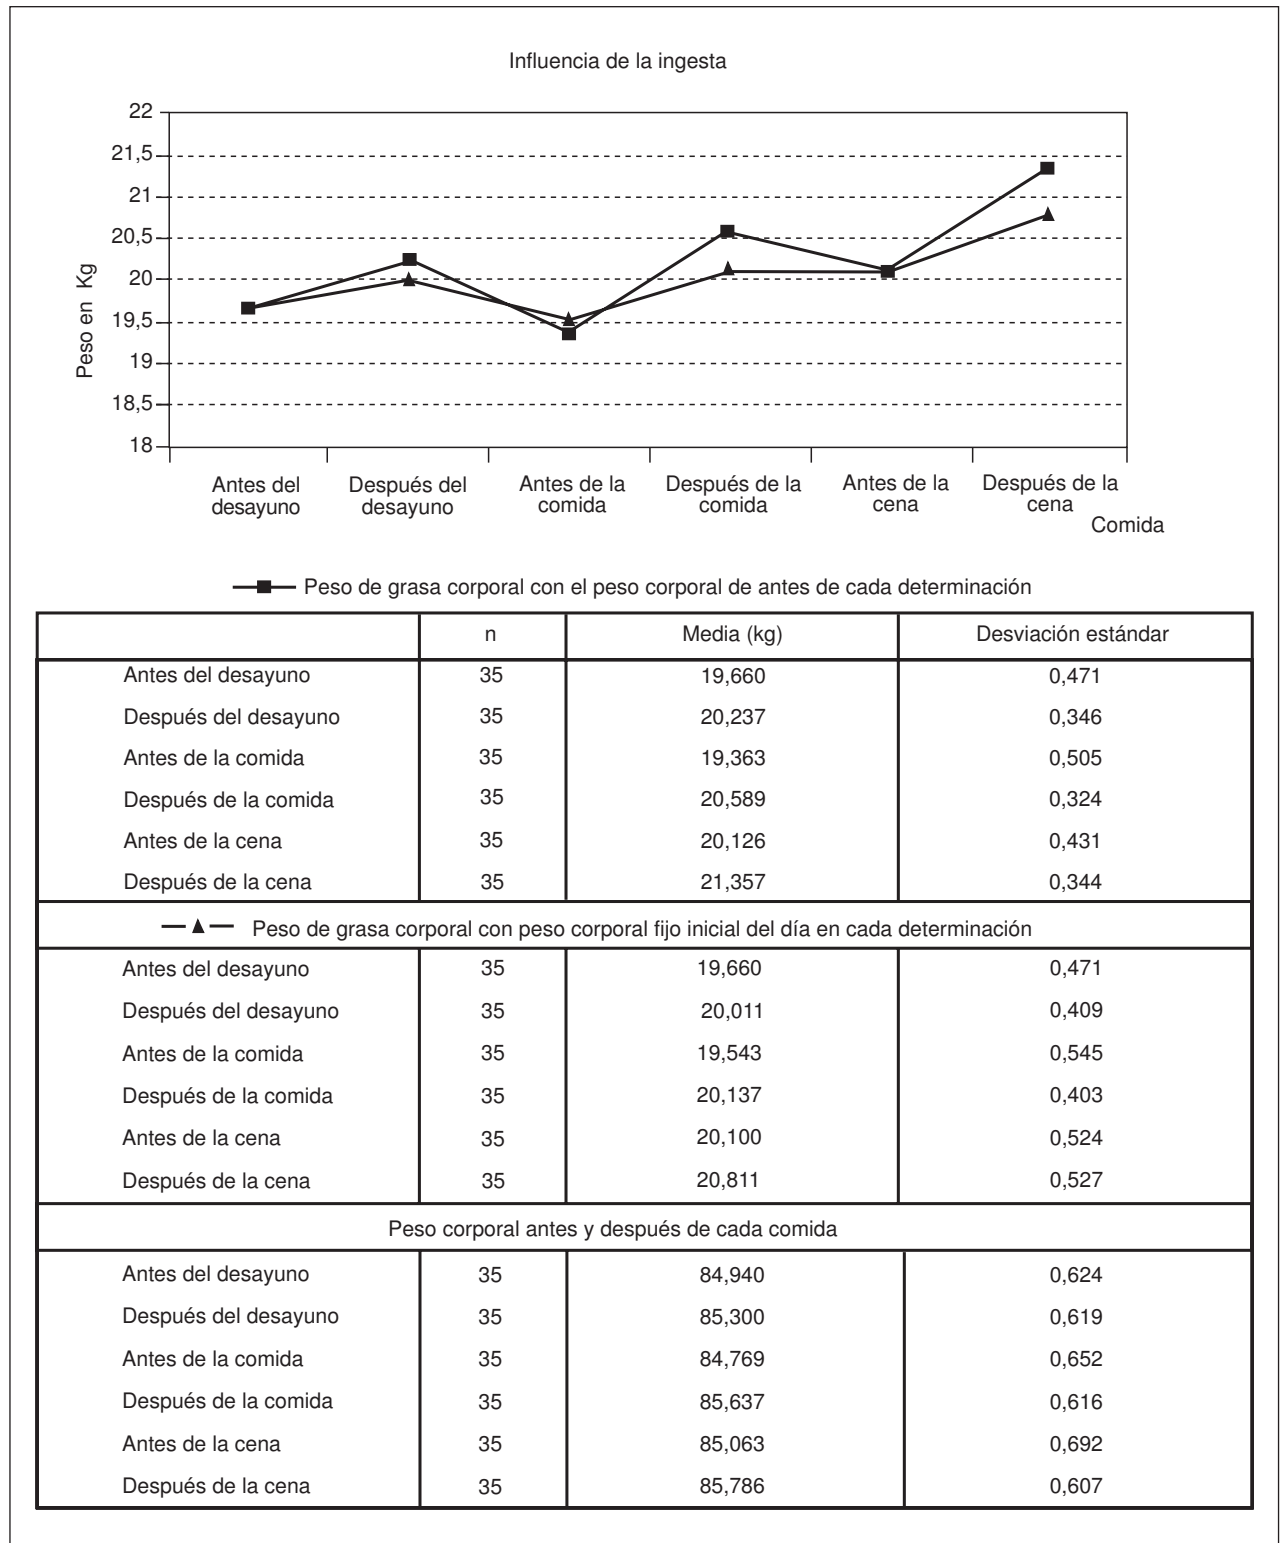 Influencia de la ingesta
22
21,5
21
20,5
20
19,5
19
18,5
18
Peso en Kg
Antes del desayuno
Después del desayuno
Antes de la comida
Después de la comida
Antes de la cena
Después de la cena
Comida
Peso de grasa corporal con el peso corporal de antes de cada determinación
n Media (kg) Desviación estándar
Antes del desayuno 35 19,660 0,471
Después del desayuno 35 20,237 0,346
Antes de la comida 35 19,363 0,505
Después de la comida 35 20,589 0,324
Antes de la cena 35 20,126 0,431
Después de la cena 35 21,357 0,344
Peso de grasa corporal con peso corporal fijo inicial del día en cada determinación
Antes del desayuno 35 19,660 0,471
Después del desayuno 35 20,011 0,409
Antes de la comida 35 19,543 0,545
Después de la comida 35 20,137 0,403
Antes de la cena 35 20,100 0,524
Después de la cena 35 20,811 0,527
Peso corporal antes y después de cada comida
Antes del desayuno 35 84,940 0,624
Después del desayuno 35 85,300 0,619
Antes de la comida 35 84,769 0,652
Después de la comida 35 85,637 0,616
Antes de la cena 35 85,063 0,692
Después de la cena 35 85,786 0,607